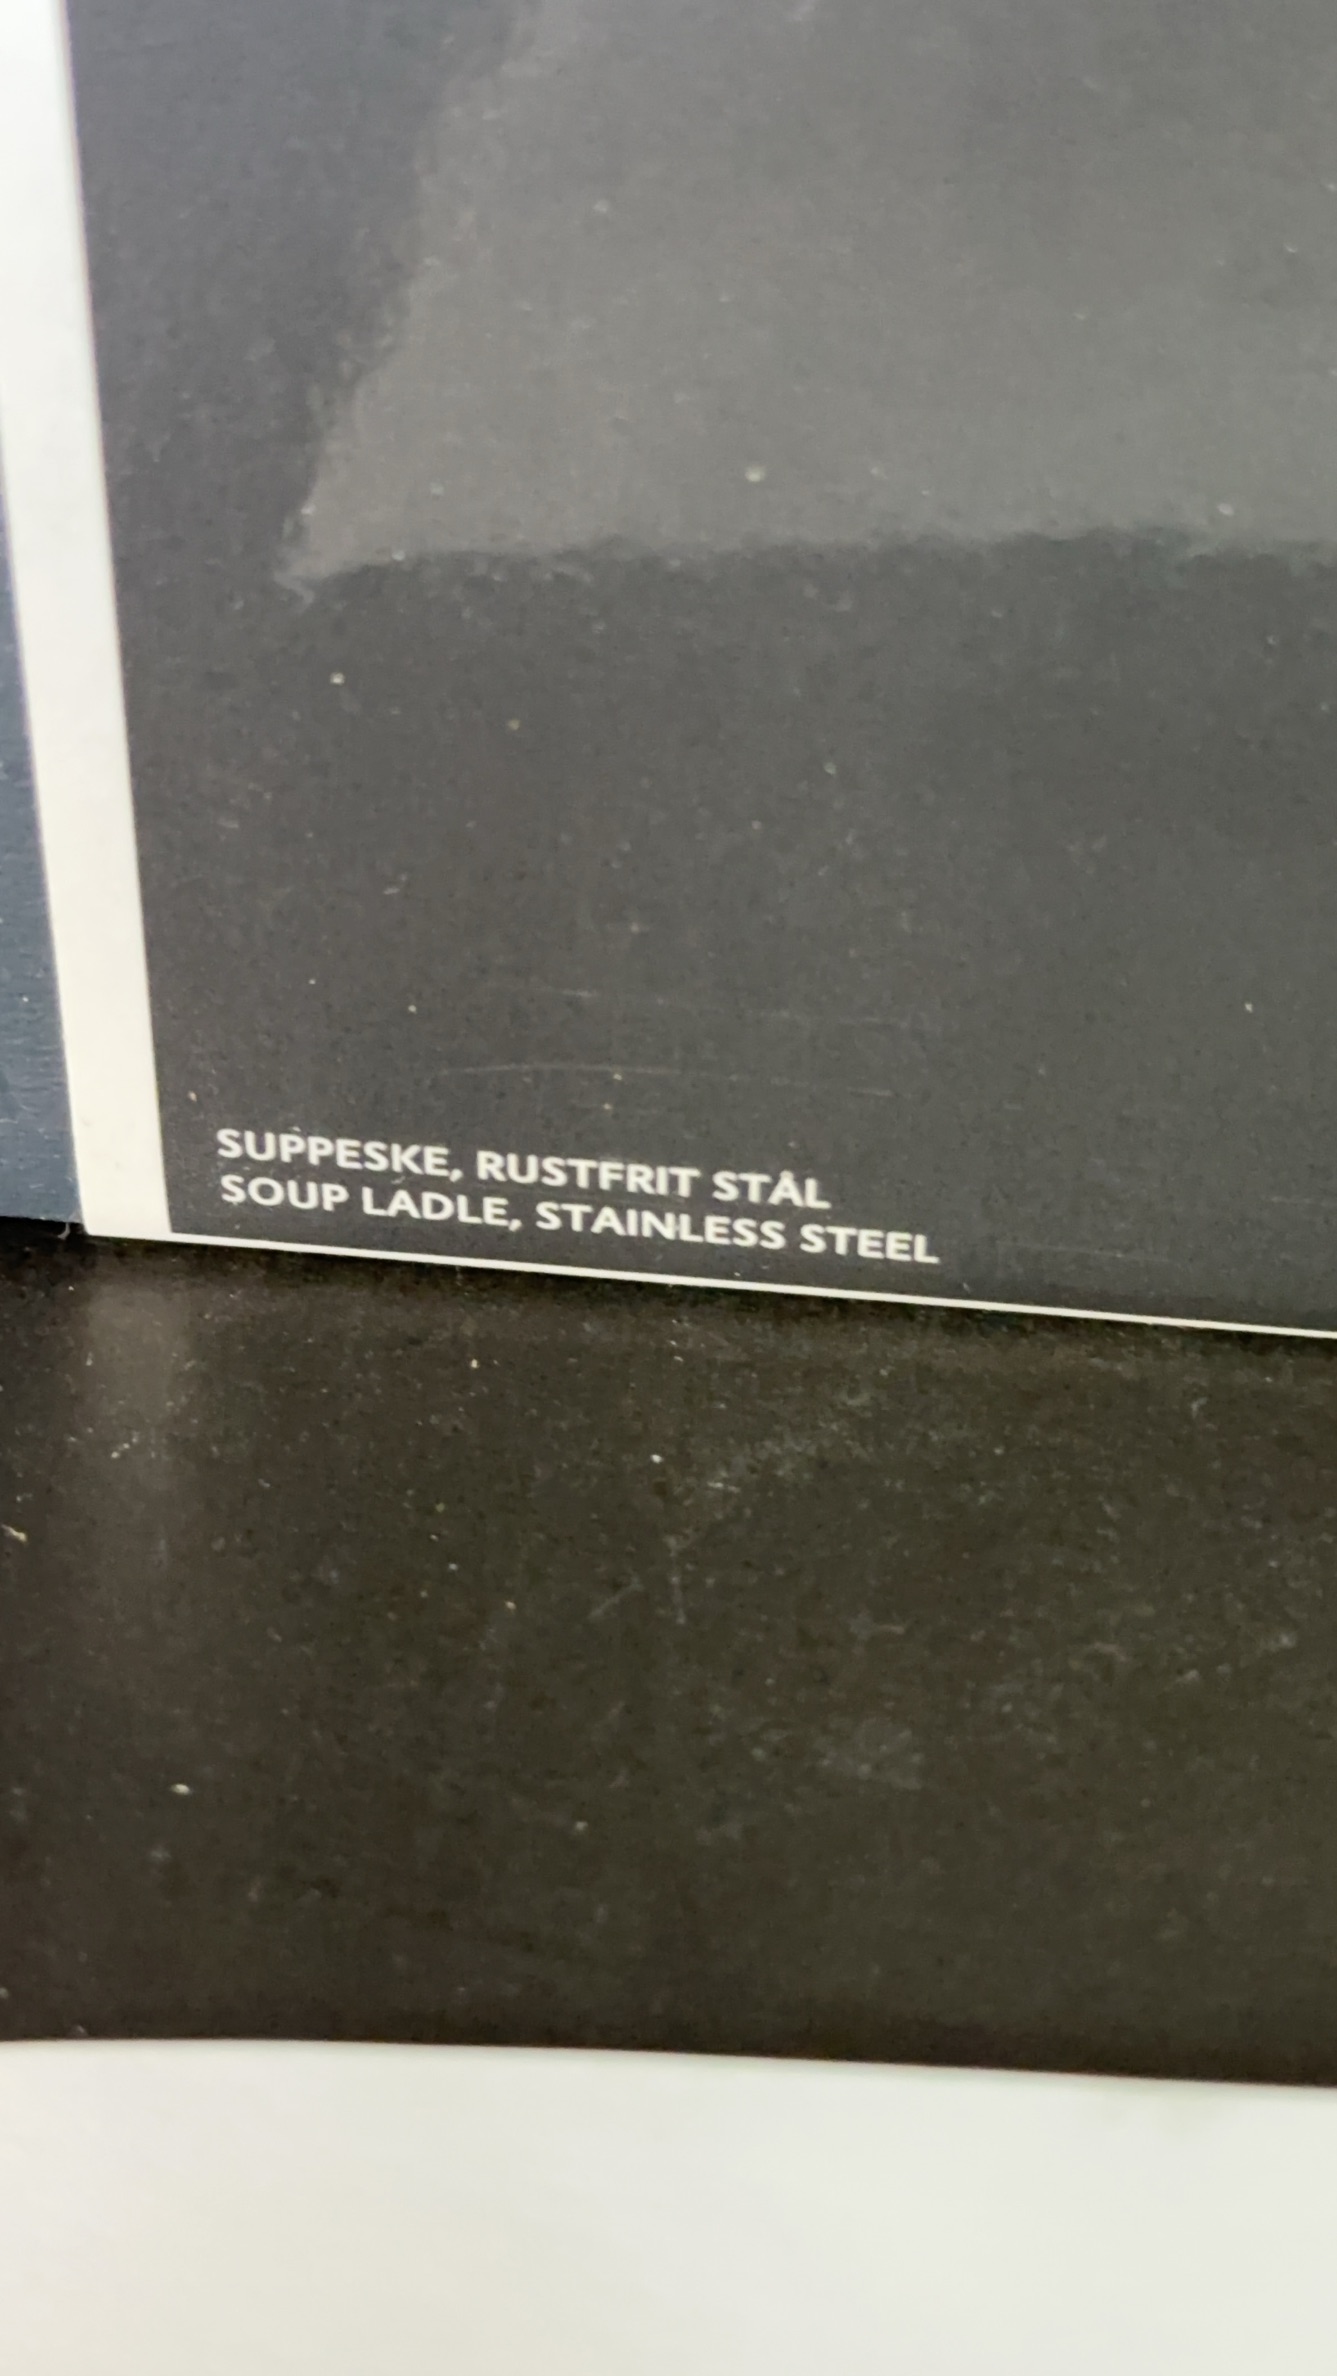 SUPPESKE, RUSTFRIT STÅL
SOUP LADLE, STAINLESS STEEL